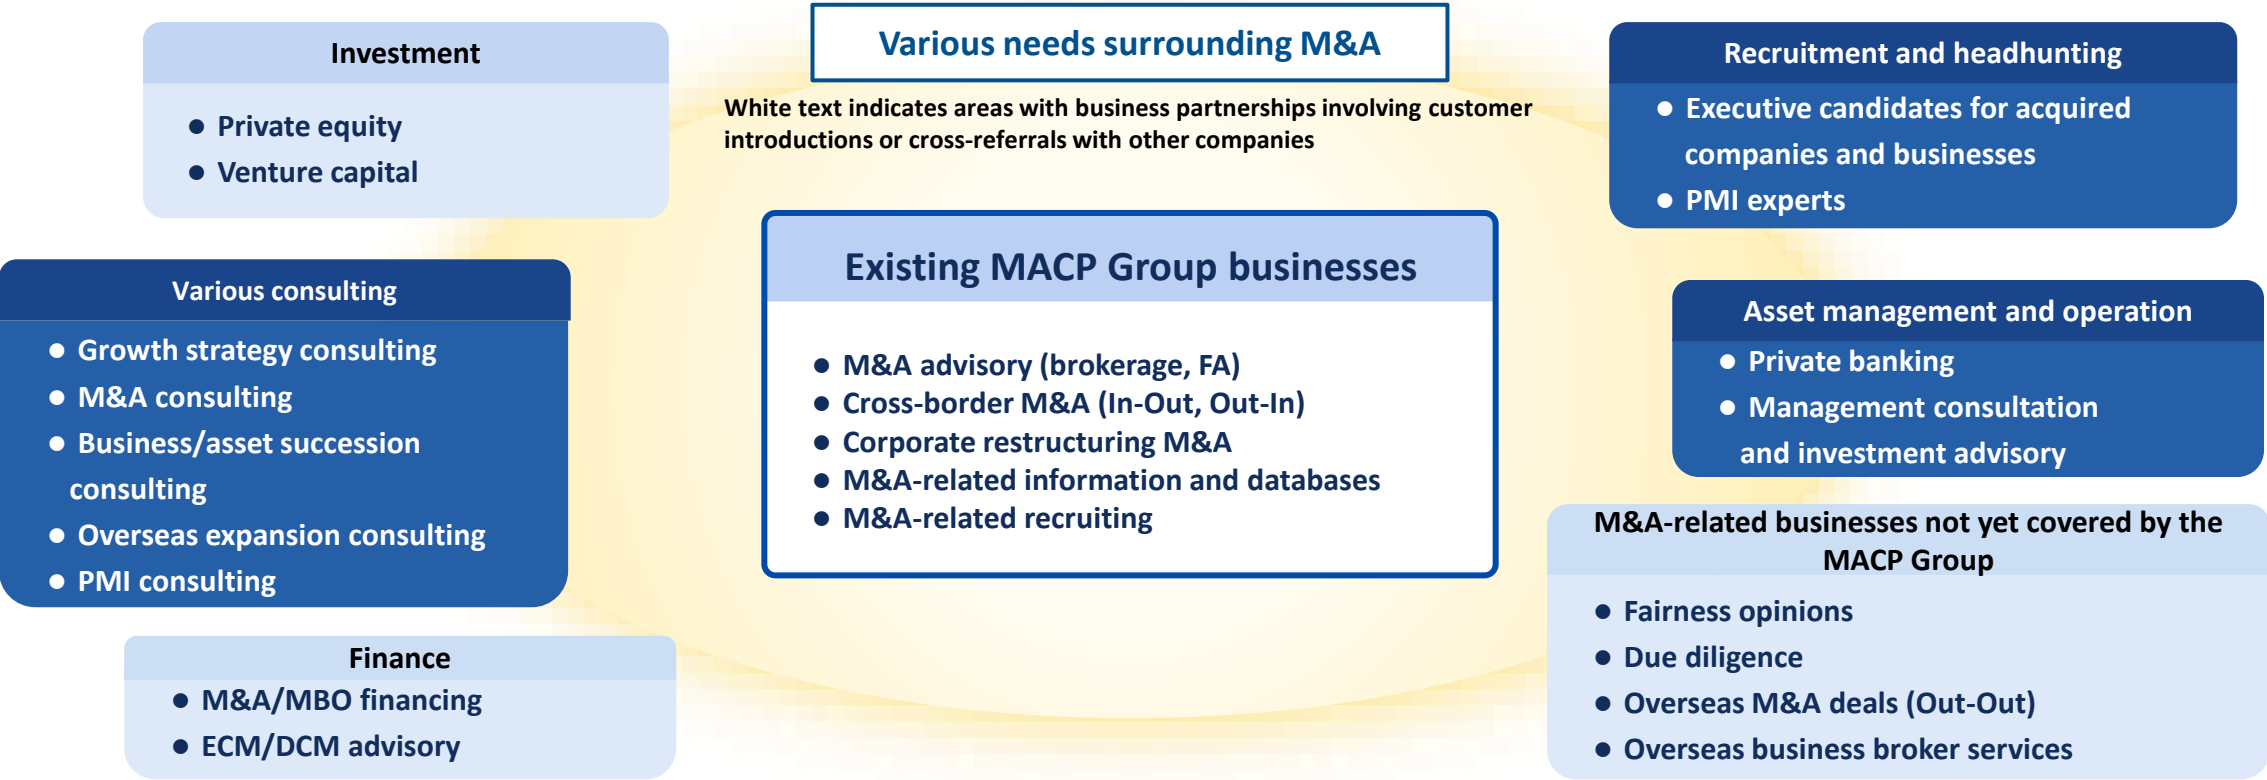 Various needs surrounding M&A
White text indicates areas with business partnerships involving customer
introductions or cross-referrals with other companies
Investment
● Private equity
● Venture capital
Various consulting
● Growth strategy consulting
● M&A consulting
● Business/asset succession
consulting
● Overseas expansion consulting
● PMI consulting
Finance
● M&A/MBO financing
● ECM/DCM advisory
Existing MACP Group businesses
● M&A advisory (brokerage, FA)
● Cross-border M&A (In-Out, Out-In)
● Corporate restructuring M&A
● M&A-related information and databases
● M&A-related recruiting
Recruitment and headhunting
● Executive candidates for acquired
companies and businesses
● PMI experts
Asset management and operation
● Private banking
● Management consultation
and investment advisory
M&A-related businesses not yet covered by the
MACP Group
● Fairness opinions
● Due diligence
● Overseas M&A deals (Out-Out)
● Overseas business broker services